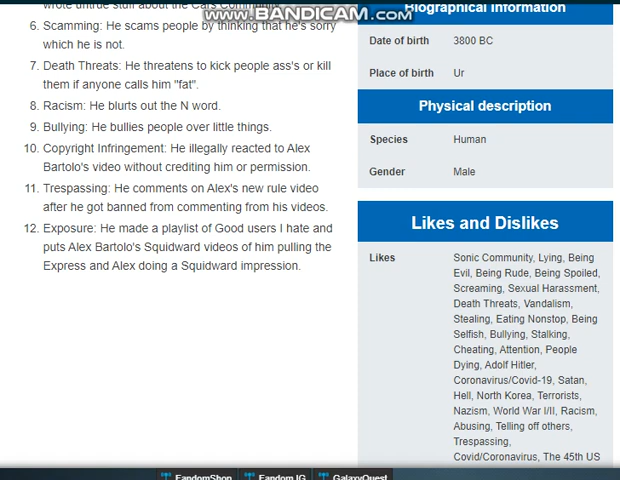 wrote untrue stuff about the Cars Community.
www.BANDICAM.com
6. Scamming: He scams people by thinking that he's sorry
which he is not.
7. Death Threats: He threatens to kick people ass's or kill
them if anyone calls him "fat".
8. Racism: He blurts out the N word.
9. Bullying: He bullies people over little things.
10. Copyright Infringement: He illegally reacted to Alex
Bartolo's video without crediting him or permission.
11. Trespassing: He comments on Alex's new rule video
after he got banned from commenting from his videos.
12. Exposure: He made a playlist of Good users I hate and
puts Alex Bartolo's Squidward videos of him pulling the
Express and Alex doing a Squidward impression.
Biographical Information
Date of birth 3800 BC
Place of birth Ur
Physical description
Species Human
Gender Male
Likes and Dislikes
Likes Sonic Community, Lying, Being
Evil, Being Rude, Being Spoiled,
Screaming, Sexual Harassment,
Death Threats, Vandalism,
Stealing, Eating Nonstop, Being
Selfish, Bullying, Stalking,
Cheating, Attention, People
Dying, Adolf Hitler,
Coronavirus/Covid-19, Satan,
Hell, North Korea, Terrorists,
Nazism, World War I/II, Racism,
Abusing, Telling off others,
Trespassing,
Covid/Coronavirus, The 45th US
FandomShop Fandom IG GalaxyQuest